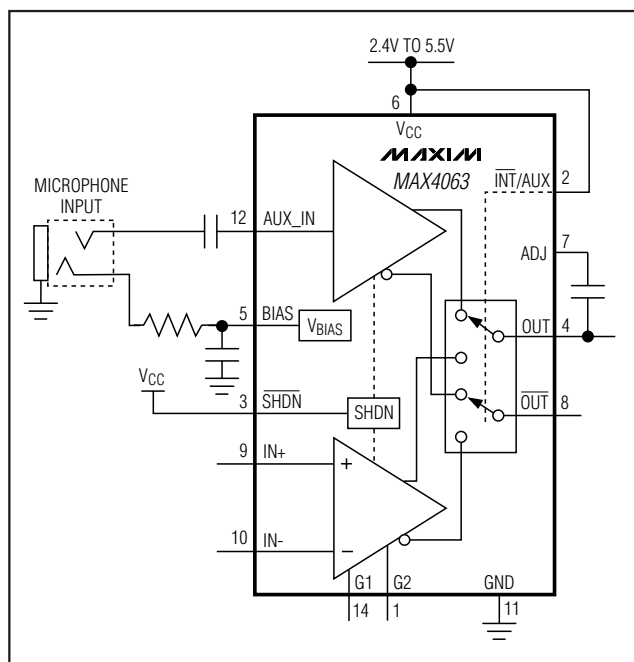 2.4V TO 5.5V
6
VCC
MAXIM
MAX4063
INT/AUX 2
MICROPHONE
INPUT
12 AUX_IN
ADJ 7
5 BIAS
VBIAS
OUT 4
VCC
3 SHDN
SHDN
OUT 8
9 IN+
+
10 IN-
−
G1 G2
GND
14 1
11